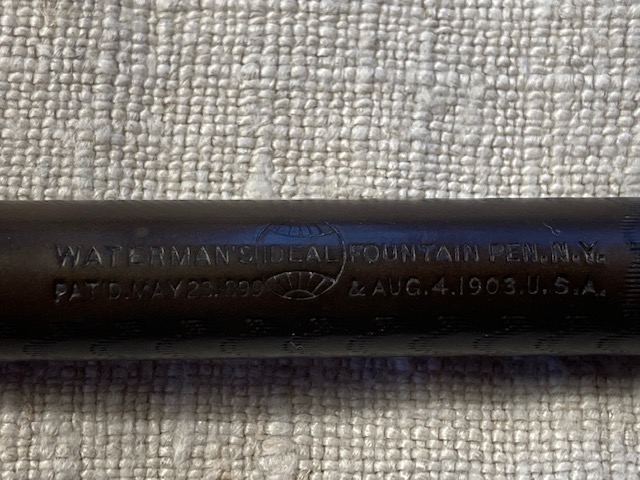 WATERMAN'S IDEAL FOUNTAIN PEN. N.Y.
PAT'D. MAY 23. 1899 & AUG. 4. 1903. U.S.A.